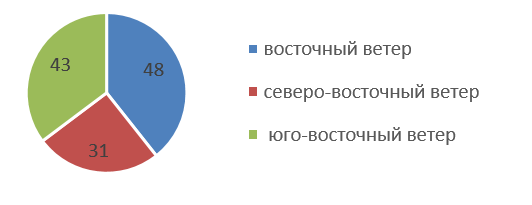 43
48
31
восточный ветер
северо-восточный ветер
юго-восточный ветер